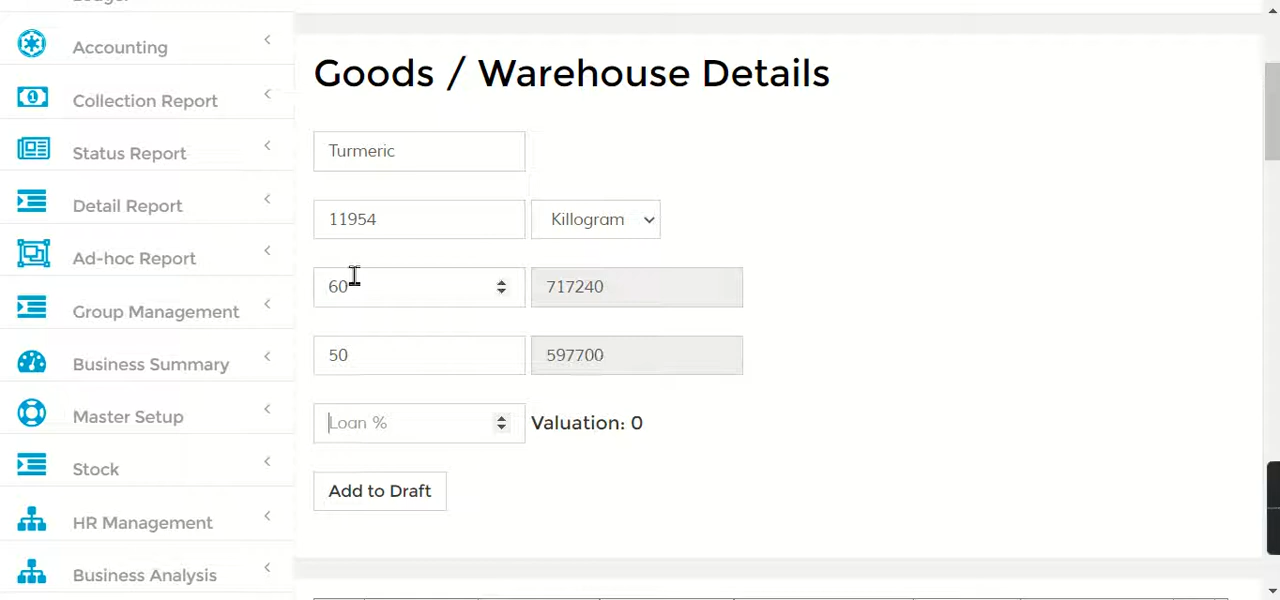 Accounting
Collection Report
Status Report
Detail Report
Ad-hoc Report
Group Management
Business Summary
Master Setup
Stock
HR Management
Business Analysis
Goods / Warehouse Details
Turmeric
11954 Killogram
60 717240
50 597700
Loan % Valuation: 0
Add to Draft